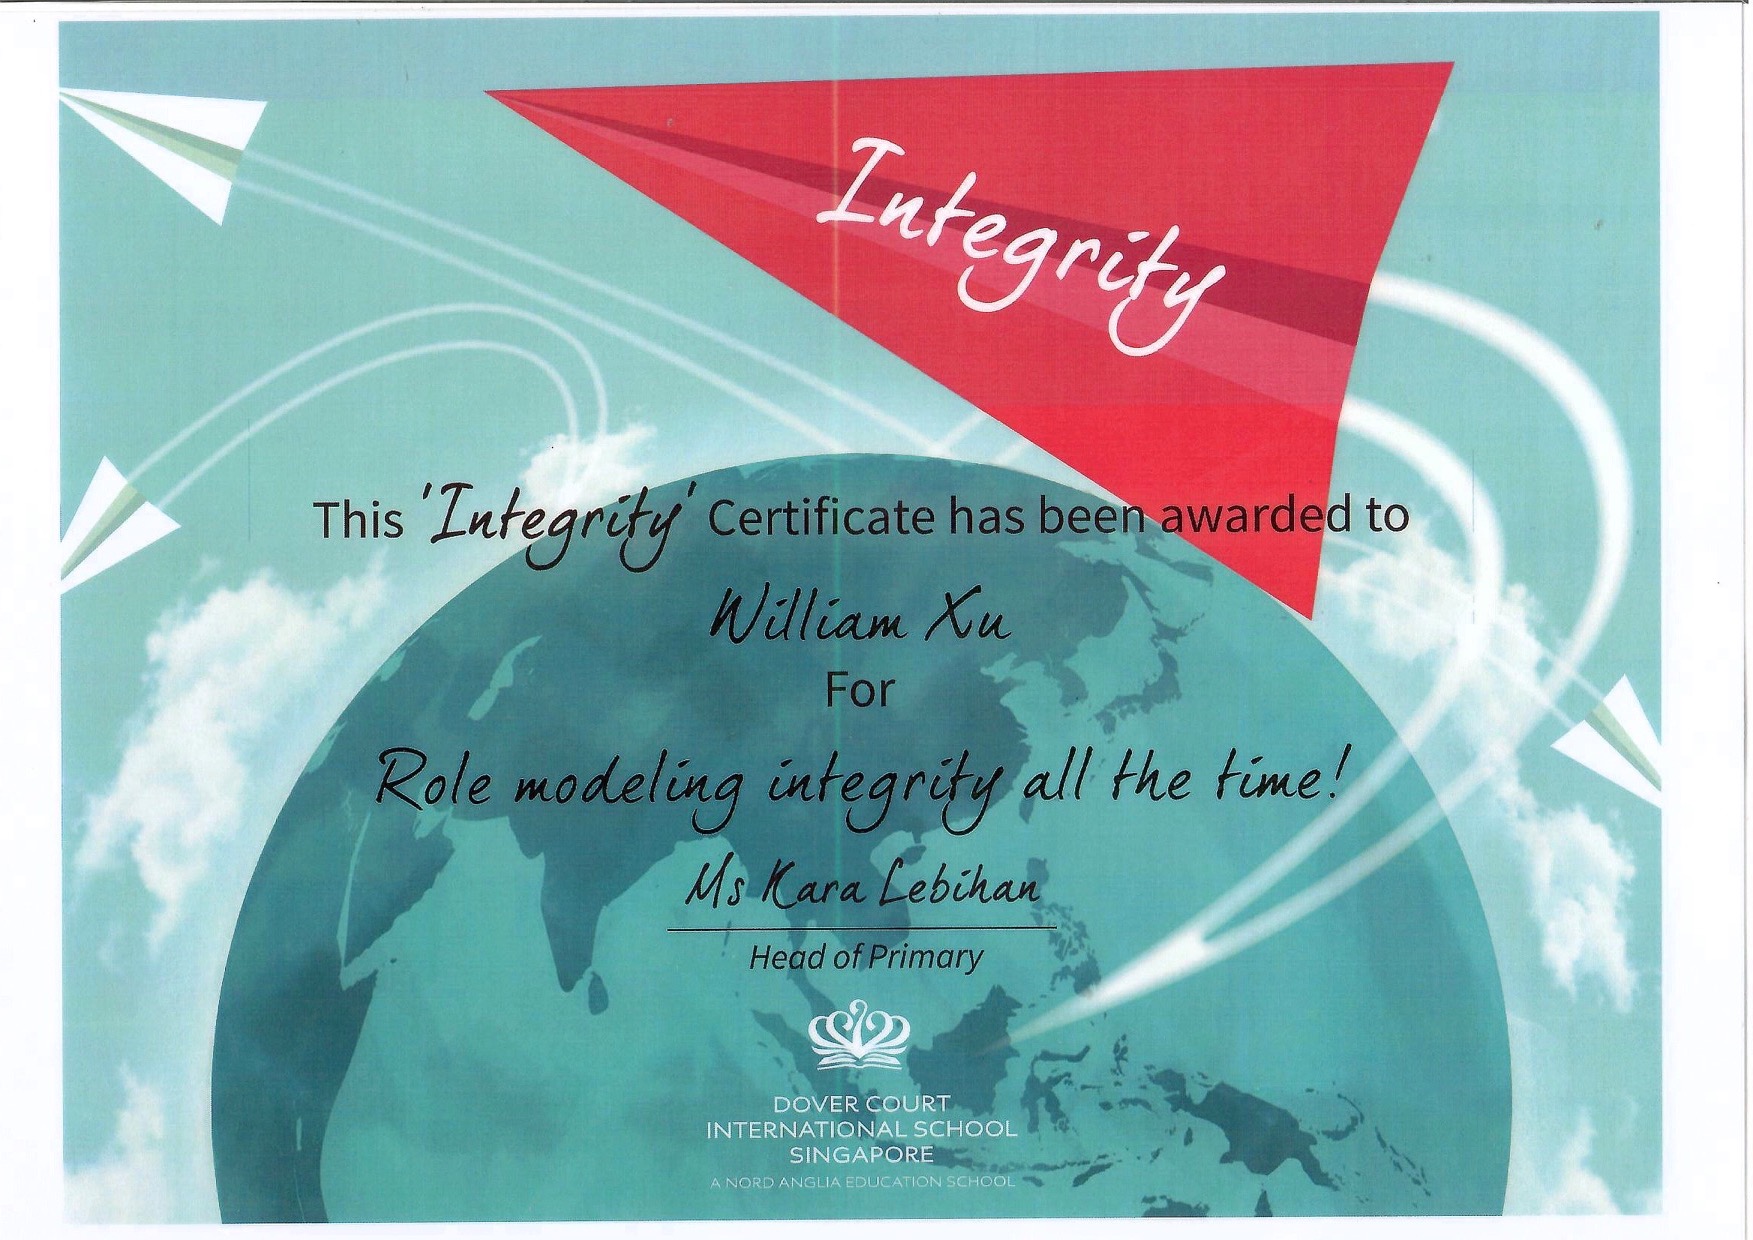 Integrity
This 'Integrity' Certificate has been awarded to
William Xu
For
Role modeling integrity all the time!
Ms Kara Lebihan
Head of Primary
DOVER COURT
INTERNATIONAL SCHOOL
SINGAPORE
A NORD ANGLIA EDUCATION SCHOOL